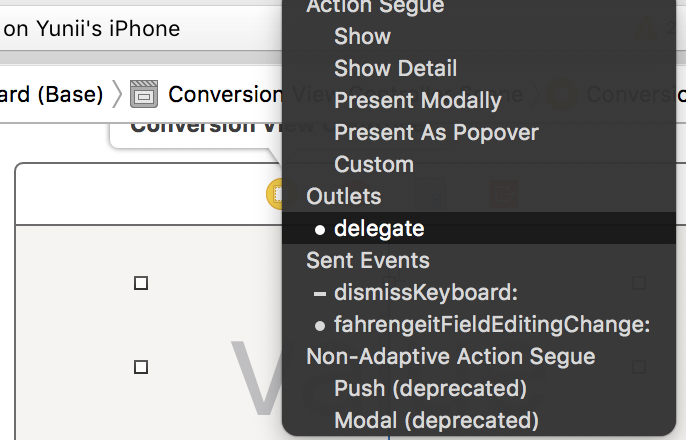 Action Segue
on Yunii's iPhone
Show
Show Detail
ard (Base)
Conversion
Conversi
Present Modally
Conversion
Present As Popover
Custom
Outlets
delegate
Sent Events
dismissKeyboard:
fahrengeitFieldEditingChange:
Non-Adaptive Action Segue
Push (deprecated)
Modal (deprecated)